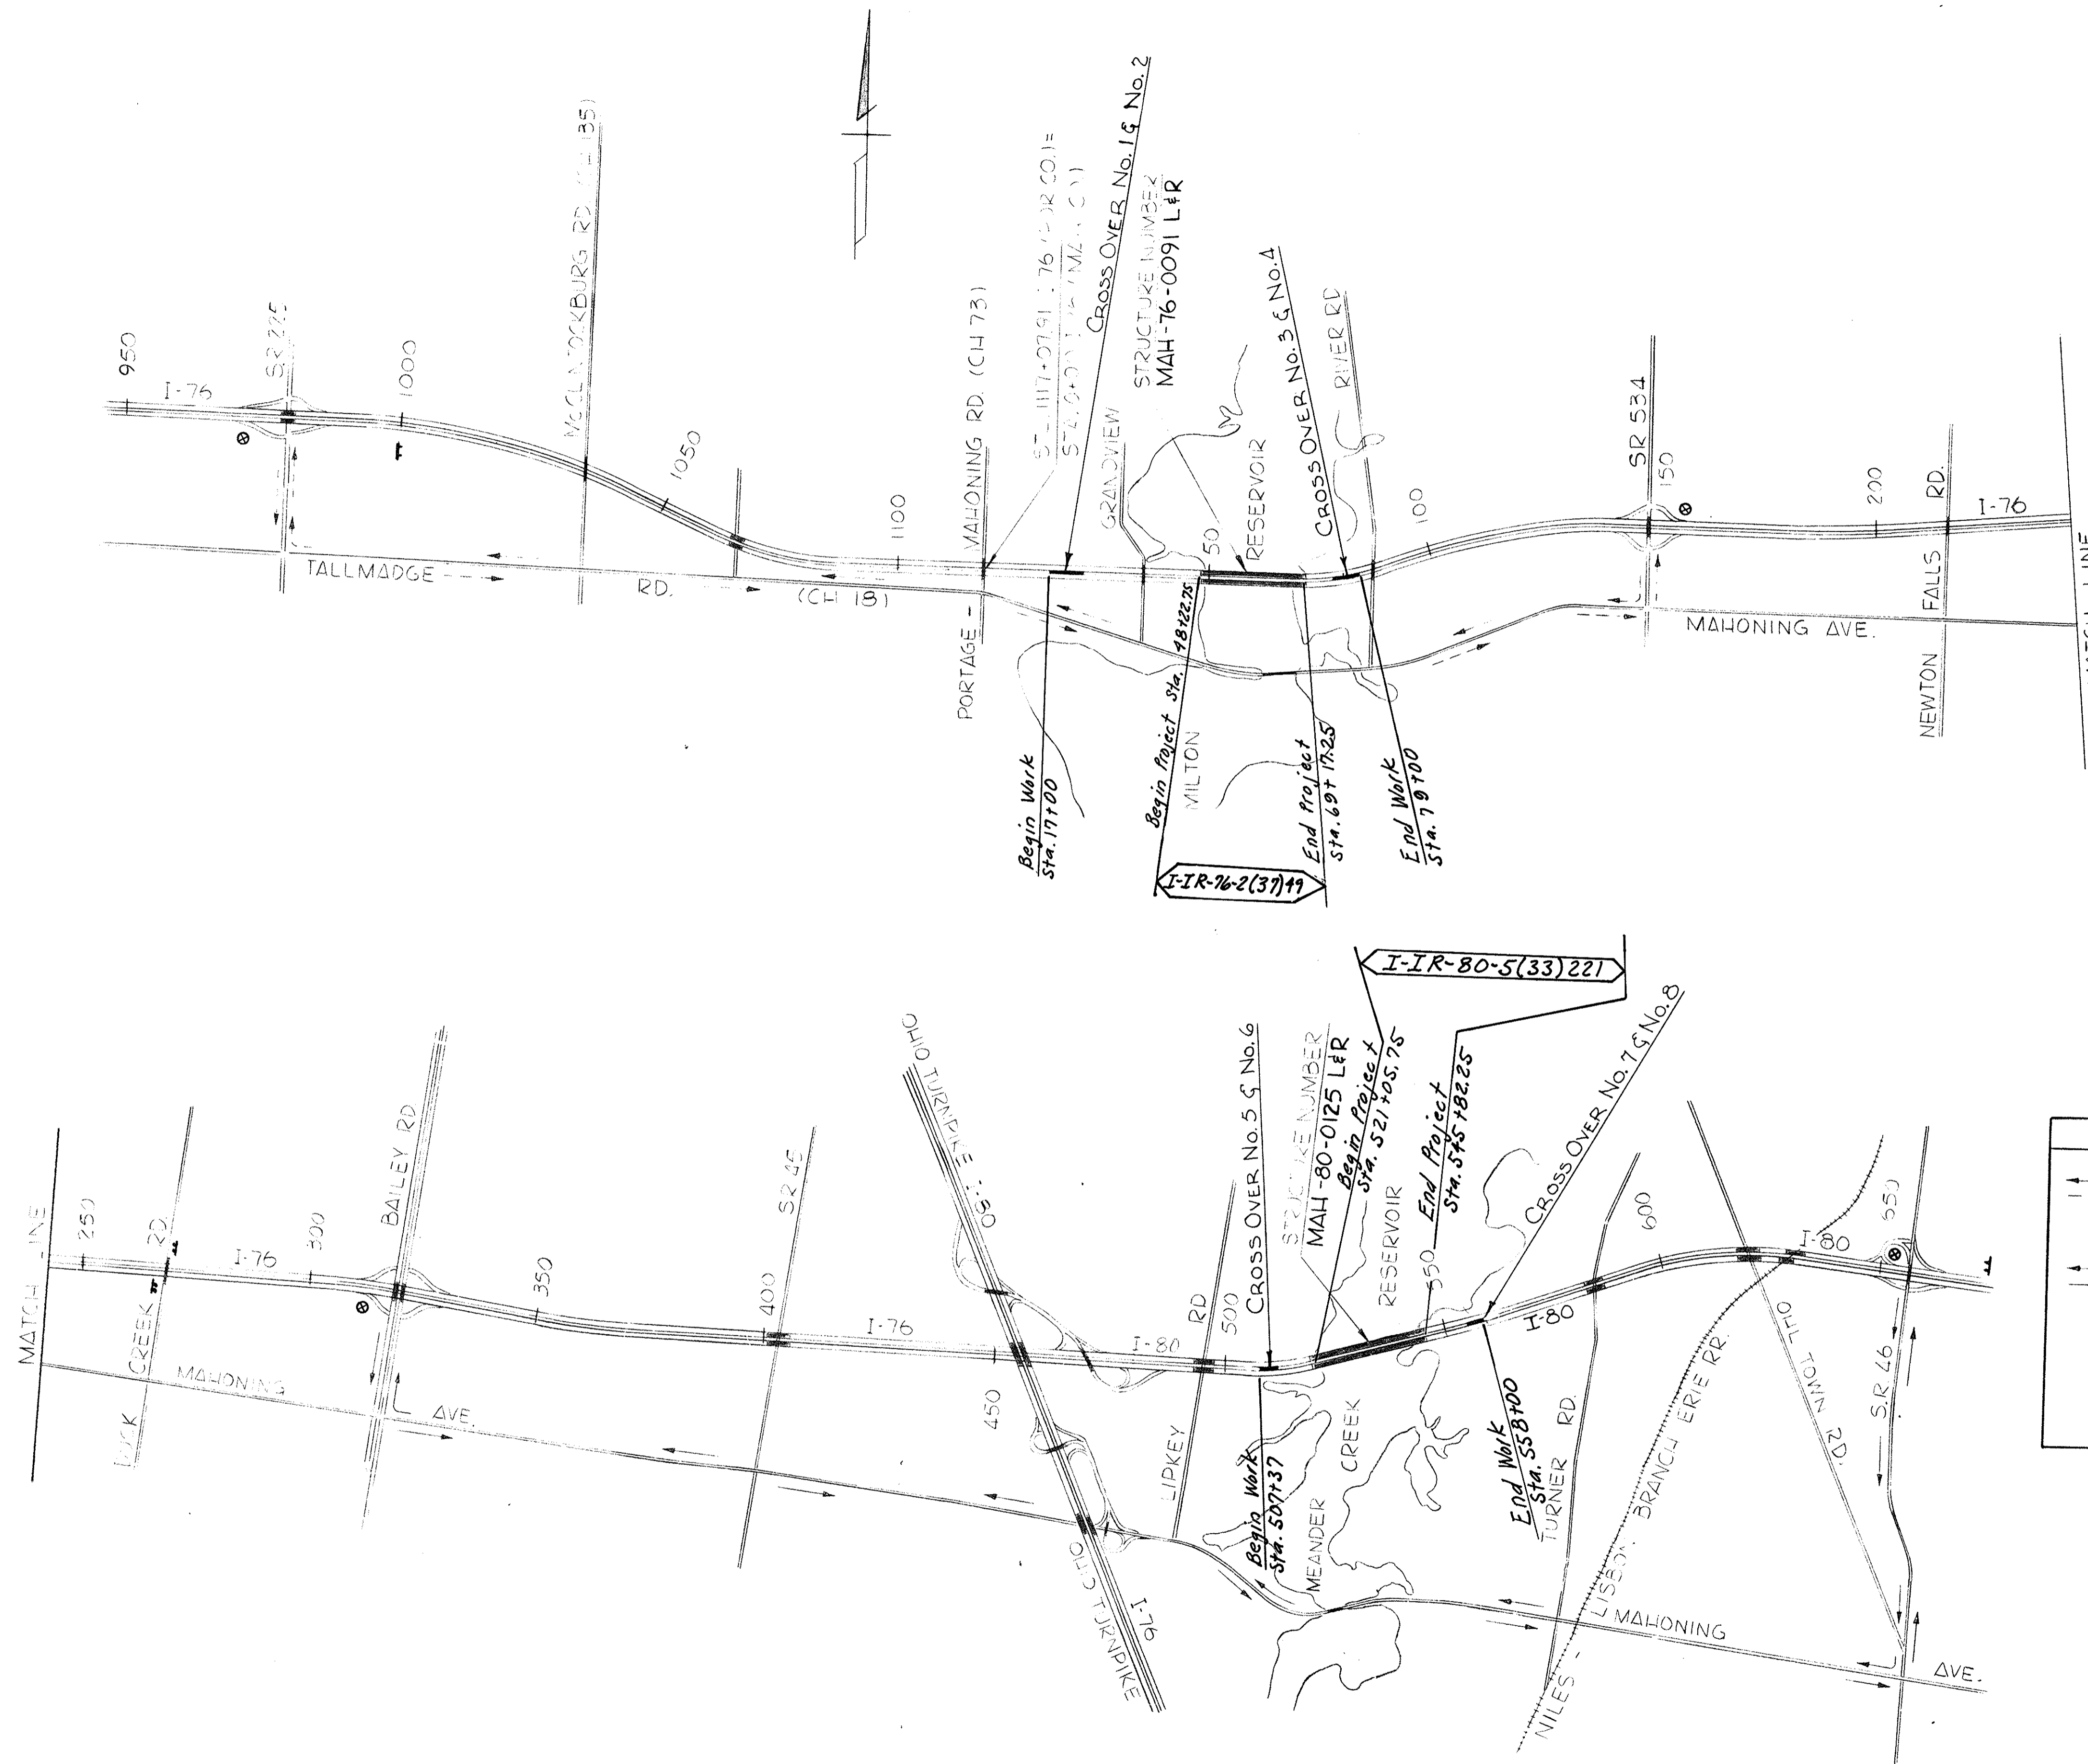 950
I-76
SR 225
1000
1050
1100
TALLMADGE
RD.
(CH 18)
PORTAGE - MAHONING RD. (CH 73)
CROSS OVER No. 1 & No. 2
STRUCTURE NUMBER
MAH-76-0091 L&R
GRANDVIEW
50
RESERVOIR
CROSS OVER No. 3 & No. 4
RIVER RD
100
SR 534
150
200
NEWTON FALLS RD.
I-76
MAHONING AVE.
MILTON
Begin Work
Sta. 17+00
Begin Project Sta. 48+22.75
End Project
Sta. 69+17.25
End Work
Sta. 79+00
I-IR-76-2(37)49
I-IR-80-5(33)221
MATCH LINE
250
CREEK RD.
MAHONING
AVE.
I-76
300
BAILEY RD
350
400
SR 45
I-76
450
OHIO TURNPIKE I-80
OHIO TURNPIKE
I-76
I-80
LIPKEY RD
500
CROSS OVER No. 5 & No. 6
STRUCTURE NUMBER
MAH-80-0125 L&R
Begin Project
Sta. 521+05.75
RESERVOIR
End Project
Sta. 545+82.25
550
CROSS OVER No. 7 & No. 8
Begin Work
Sta. 507+37
MEANDER CREEK
End Work
Sta. 558+00
I-80
TURNER RD.
600
NILES - LISBON BRANCH ERIE RR.
I-80
650
S.R. 46
MAHONING
AVE.